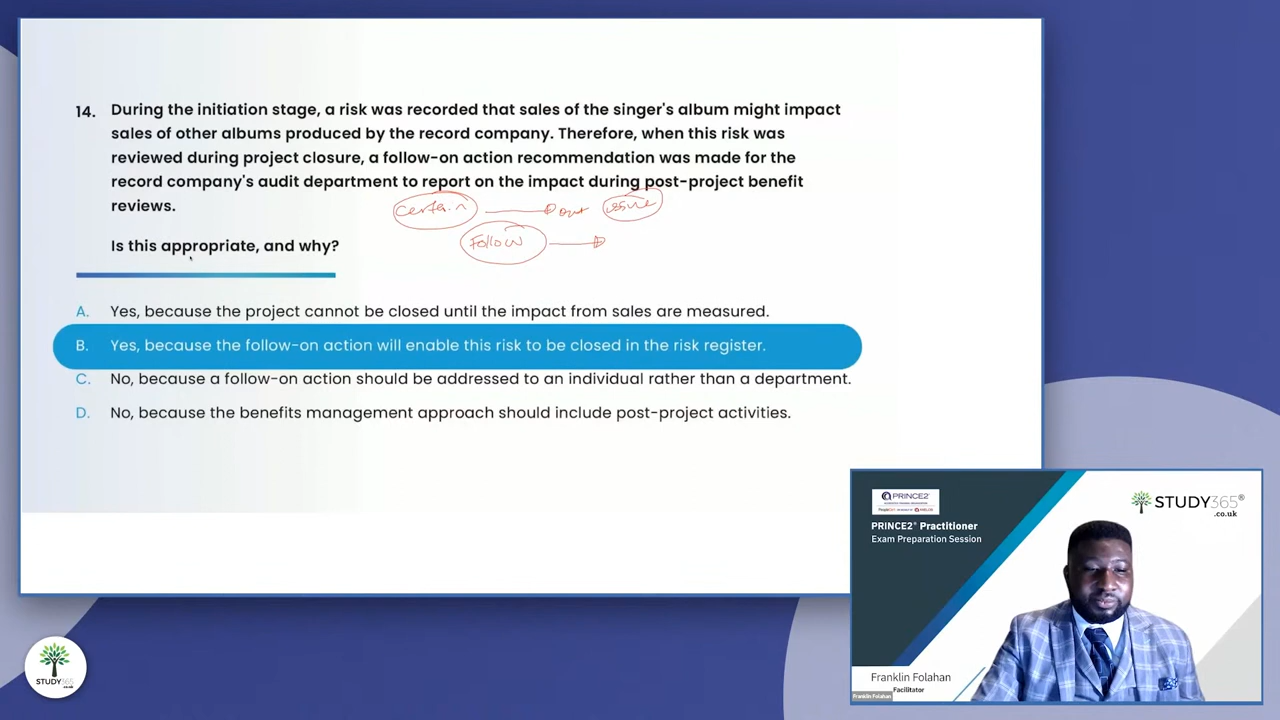 14. During the initiation stage, a risk was recorded that sales of the singer's album might impact
sales of other albums produced by the record company. Therefore, when this risk was
reviewed during project closure, a follow-on action recommendation was made for the
record company's audit department to report on the impact during post-project benefit
reviews.
certain out issue
Follow
Is this appropriate, and why?
A. Yes, because the project cannot be closed until the impact from sales are measured.
B. Yes, because the follow-on action will enable this risk to be closed in the risk register.
C. No, because a follow-on action should be addressed to an individual rather than a department.
D. No, because the benefits management approach should include post-project activities.
PRINCE2®
PRINCE2® Practitioner
Exam Preparation Session
STUDY365®
.co.uk
Franklin Folahan
Facilitator
Franklin Folahan
STUDY365
.co.uk